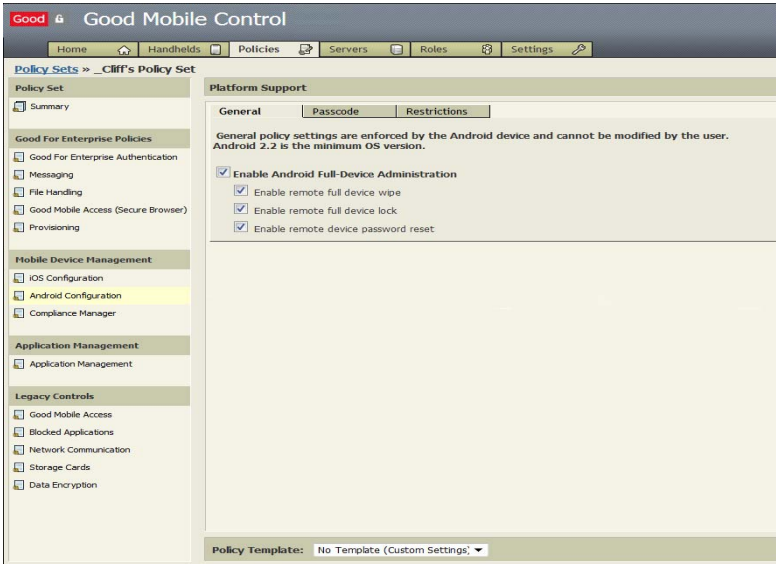 Good Good Mobile Control
Home Handhelds Policies Servers Roles Settings
Policy Sets » _Cliff's Policy Set
Policy Set
Summary
Good For Enterprise Policies
Good For Enterprise Authentication
Messaging
File Handling
Good Mobile Access (Secure Browser)
Provisioning
Mobile Device Management
iOS Configuration
Android Configuration
Compliance Manager
Application Management
Application Management
Legacy Controls
Good Mobile Access
Blocked Applications
Network Communication
Storage Cards
Data Encryption
Platform Support
General Passcode Restrictions
General policy settings are enforced by the Android device and cannot be modified by the user.
Android 2.2 is the minimum OS version.
Enable Android Full-Device Administration
Enable remote full device wipe
Enable remote full device lock
Enable remote device password reset
Policy Template: No Template (Custom Settings)